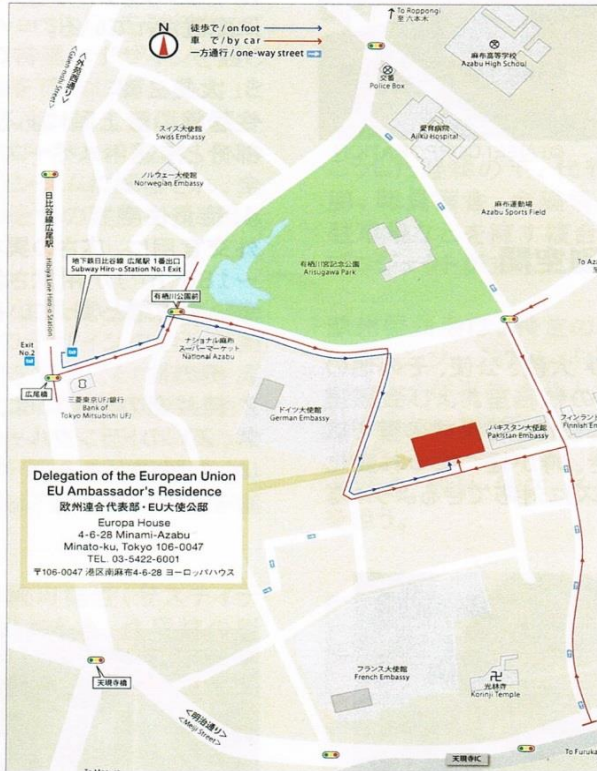 徒歩で / on foot
車 で / by car
一方通行 / one-way street
N
To Roppongi
至 六本木
麻布高等学校
Azabu High School
交番
Police Box
愛育病院
Aiiku Hospital
<外苑西通り>
<Gaien-nishi Street>
スイス大使館
Swiss Embassy
ノルウェー大使館
Norwegian Embassy
麻布運動場
Azabu Sports Field
日比谷線広尾駅
Hibiya Line Hiro-o Station
地下鉄日比谷線 広尾駅 1番出口
Subway Hiro-o Station No.1 Exit
有栖川宮記念公園
Arisugawa Park
To Aza
至
有栖川公園前
ナショナル麻布
スーパーマーケット
National Azabu
Exit
No.2
広尾橋
三菱東京UFJ銀行
Bank of
Tokyo Mitsubishi UFJ
ドイツ大使館
German Embassy
パキスタン大使館
Pakistan Embassy
フィンランド
Finnish Em
Delegation of the European Union
EU Ambassador's Residence
欧州連合代表部・EU大使公邸
Europa House
4-6-28 Minami-Azabu
Minato-ku, Tokyo 106-0047
TEL. 03-5422-6001
〒106-0047 港区南麻布4-6-28 ヨーロッパハウス
フランス大使館
French Embassy
光林寺
Korinji Temple
天現寺橋
<明治通り>
<Meiji Street>
天現寺IC
To Furuka